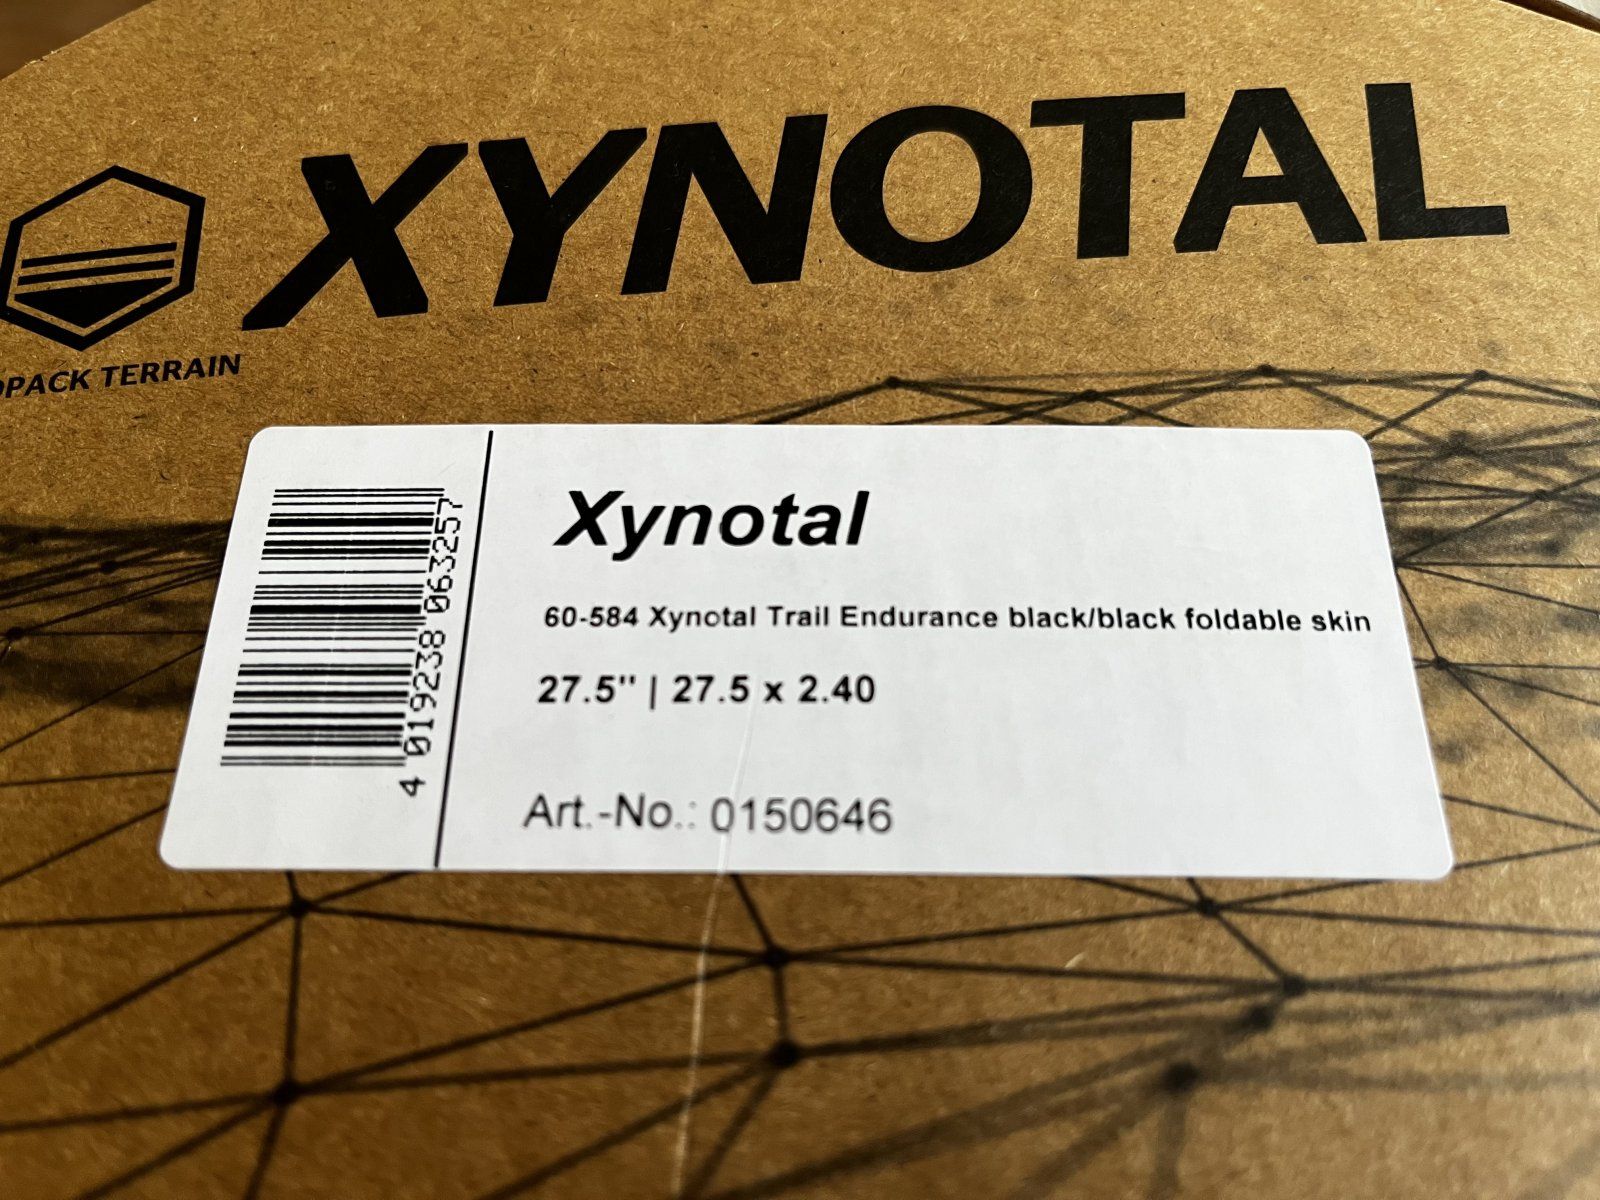 XYNOTAL
PACK TERRAIN
Xynotal
60-584 Xynotal Trail Endurance black/black foldable skin
27.5" | 27.5 x 2.40
Art.-No.: 0150646
4 019238 063257